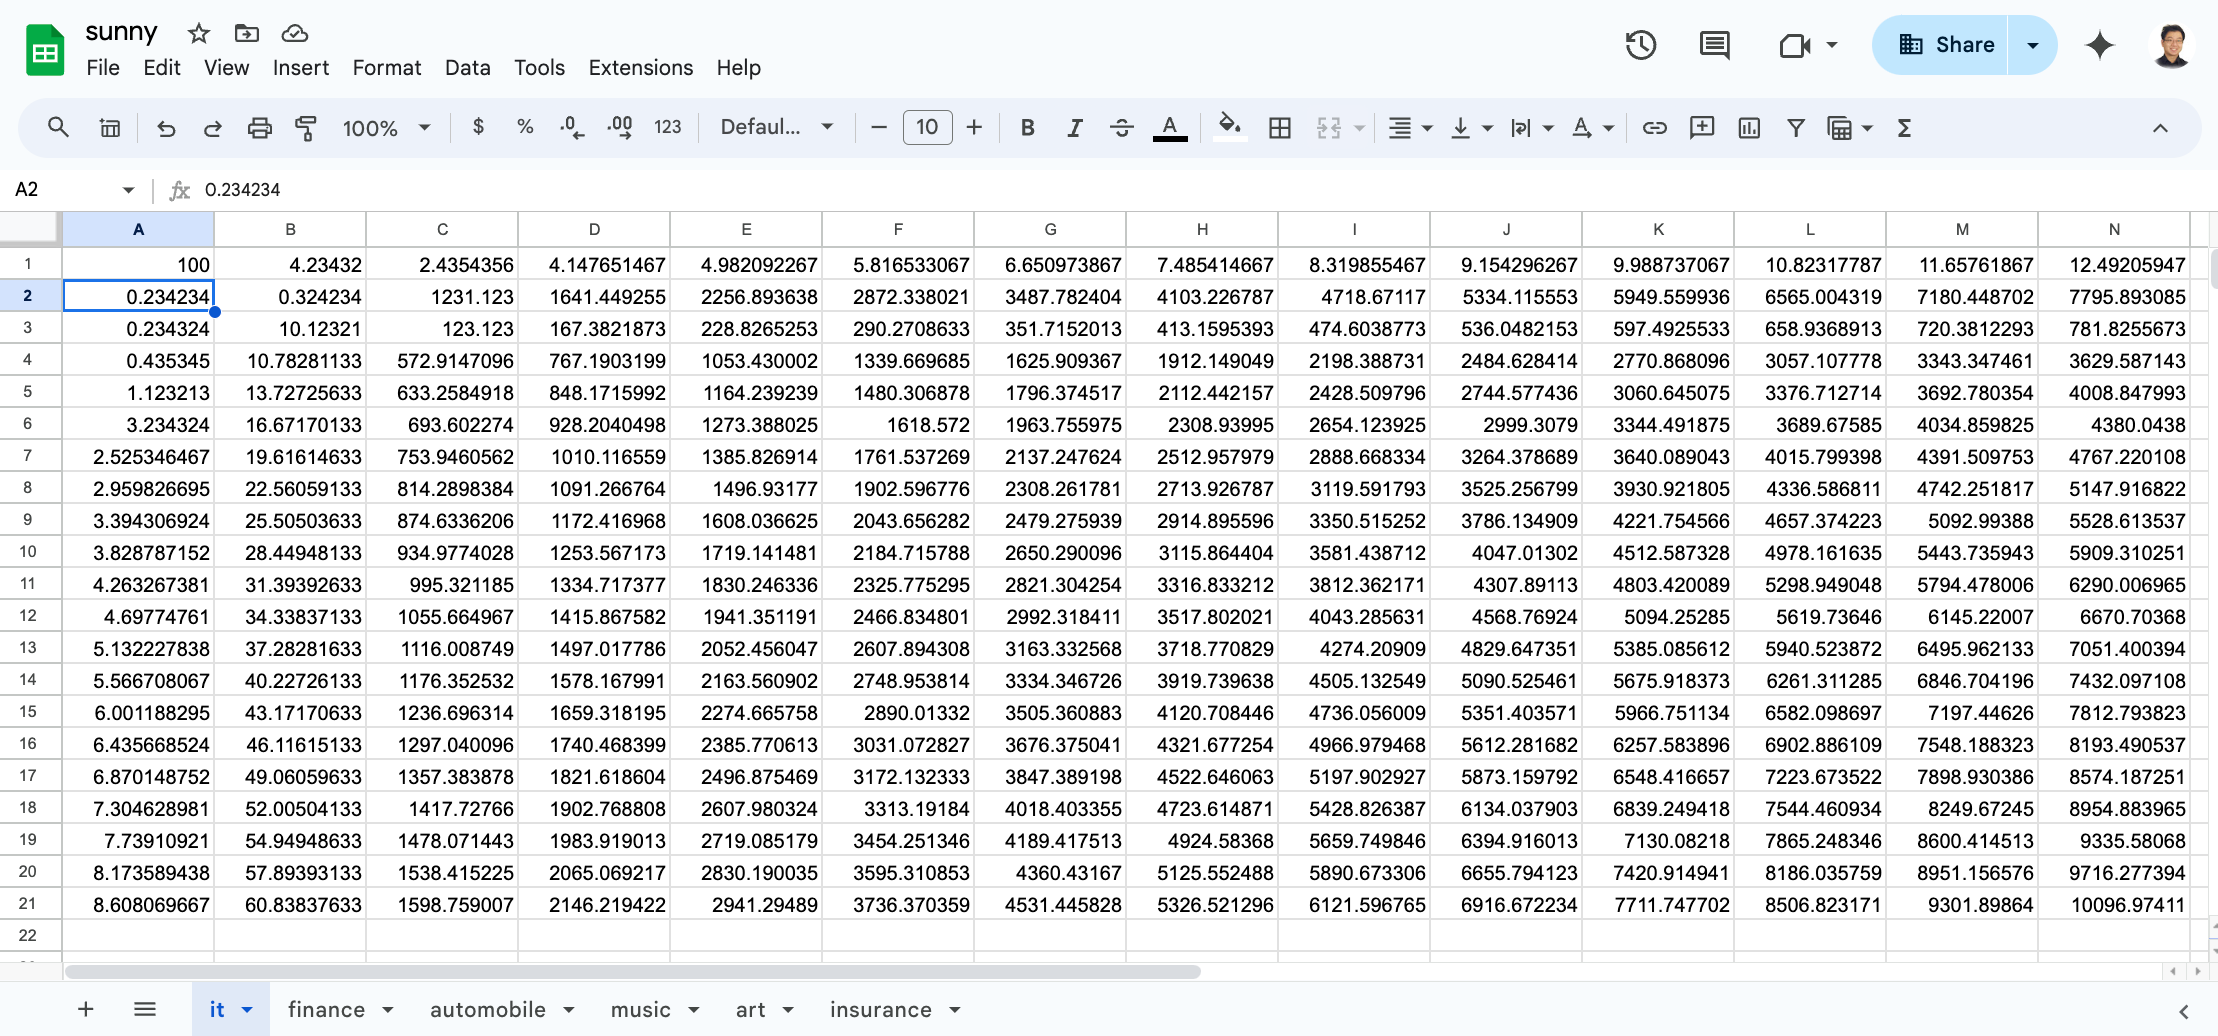 sunny
File Edit View Insert Format Data Tools Extensions Help
Share
100% $ % .0 .00 123 Defaul... 10 B I A
A2 fx 0.234234
A B C D E F G H I J K L M N
1 100 4.23432 2.4354356 4.147651467 4.982092267 5.816533067 6.650973867 7.485414667 8.319855467 9.154296267 9.988737067 10.82317787 11.65761867 12.49205947
2 0.234234 0.324234 1231.123 1641.449255 2256.893638 2872.338021 3487.782404 4103.226787 4718.67117 5334.115553 5949.559936 6565.004319 7180.448702 7795.893085
3 0.234324 10.12321 123.123 167.3821873 228.8265253 290.2708633 351.7152013 413.1595393 474.6038773 536.0482153 597.4925533 658.9368913 720.3812293 781.8255673
4 0.435345 10.78281133 572.9147096 767.1903199 1053.430002 1339.669685 1625.909367 1912.149049 2198.388731 2484.628414 2770.868096 3057.107778 3343.347461 3629.587143
5 1.123213 13.72725633 633.2584918 848.1715992 1164.239239 1480.306878 1796.374517 2112.442157 2428.509796 2744.577436 3060.645075 3376.712714 3692.780354 4008.847993
6 3.234324 16.67170133 693.602274 928.2040498 1273.388025 1618.572 1963.755975 2308.93995 2654.123925 2999.3079 3344.491875 3689.67585 4034.859825 4380.0438
7 2.525346467 19.61614633 753.9460562 1010.116559 1385.826914 1761.537269 2137.247624 2512.957979 2888.668334 3264.378689 3640.089043 4015.799398 4391.509753 4767.220108
8 2.959826695 22.56059133 814.2898384 1091.266764 1496.93177 1902.596776 2308.261781 2713.926787 3119.591793 3525.256799 3930.921805 4336.586811 4742.251817 5147.916822
9 3.394306924 25.50503633 874.6336206 1172.416968 1608.036625 2043.656282 2479.275939 2914.895596 3350.515252 3786.134909 4221.754566 4657.374223 5092.99388 5528.613537
10 3.828787152 28.44948133 934.9774028 1253.567173 1719.141481 2184.715788 2650.290096 3115.864404 3581.438712 4047.01302 4512.587328 4978.161635 5443.735943 5909.310251
11 4.263267381 31.39392633 995.321185 1334.717377 1830.246336 2325.775295 2821.304254 3316.833212 3812.362171 4307.89113 4803.420089 5298.949048 5794.478006 6290.006965
12 4.69774761 34.33837133 1055.664967 1415.867582 1941.351191 2466.834801 2992.318411 3517.802021 4043.285631 4568.76924 5094.25285 5619.73646 6145.22007 6670.70368
13 5.132227838 37.28281633 1116.008749 1497.017786 2052.456047 2607.894308 3163.332568 3718.770829 4274.20909 4829.647351 5385.085612 5940.523872 6495.962133 7051.400394
14 5.566708067 40.22726133 1176.352532 1578.167991 2163.560902 2748.953814 3334.346726 3919.739638 4505.132549 5090.525461 5675.918373 6261.311285 6846.704196 7432.097108
15 6.001188295 43.17170633 1236.696314 1659.318195 2274.665758 2890.01332 3505.360883 4120.708446 4736.056009 5351.403571 5966.751134 6582.098697 7197.44626 7812.793823
16 6.435668524 46.11615133 1297.040096 1740.468399 2385.770613 3031.072827 3676.375041 4321.677254 4966.979468 5612.281682 6257.583896 6902.886109 7548.188323 8193.490537
17 6.870148752 49.06059633 1357.383878 1821.618604 2496.875469 3172.132333 3847.389198 4522.646063 5197.902927 5873.159792 6548.416657 7223.673522 7898.930386 8574.187251
18 7.304628981 52.00504133 1417.72766 1902.768808 2607.980324 3313.19184 4018.403355 4723.614871 5428.826387 6134.037903 6839.249418 7544.460934 8249.67245 8954.883965
19 7.73910921 54.94948633 1478.071443 1983.919013 2719.085179 3454.251346 4189.417513 4924.58368 5659.749846 6394.916013 7130.08218 7865.248346 8600.414513 9335.58068
20 8.173589438 57.89393133 1538.415225 2065.069217 2830.190035 3595.310853 4360.43167 5125.552488 5890.673306 6655.794123 7420.914941 8186.035759 8951.156576 9716.277394
21 8.608069667 60.83837633 1598.759007 2146.219422 2941.29489 3736.370359 4531.445828 5326.521296 6121.596765 6916.672234 7711.747702 8506.823171 9301.89864 10096.97411
22
it finance automobile music art insurance